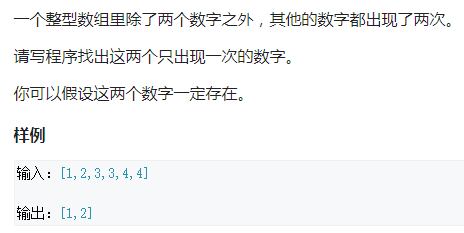 一个整型数组里除了两个数字之外，其他的数字都出现了两次。
请写程序找出这两个只出现一次的数字。
你可以假设这两个数字一定存在。
样例
输入：[1,2,3,3,4,4]
输出：[1,2]